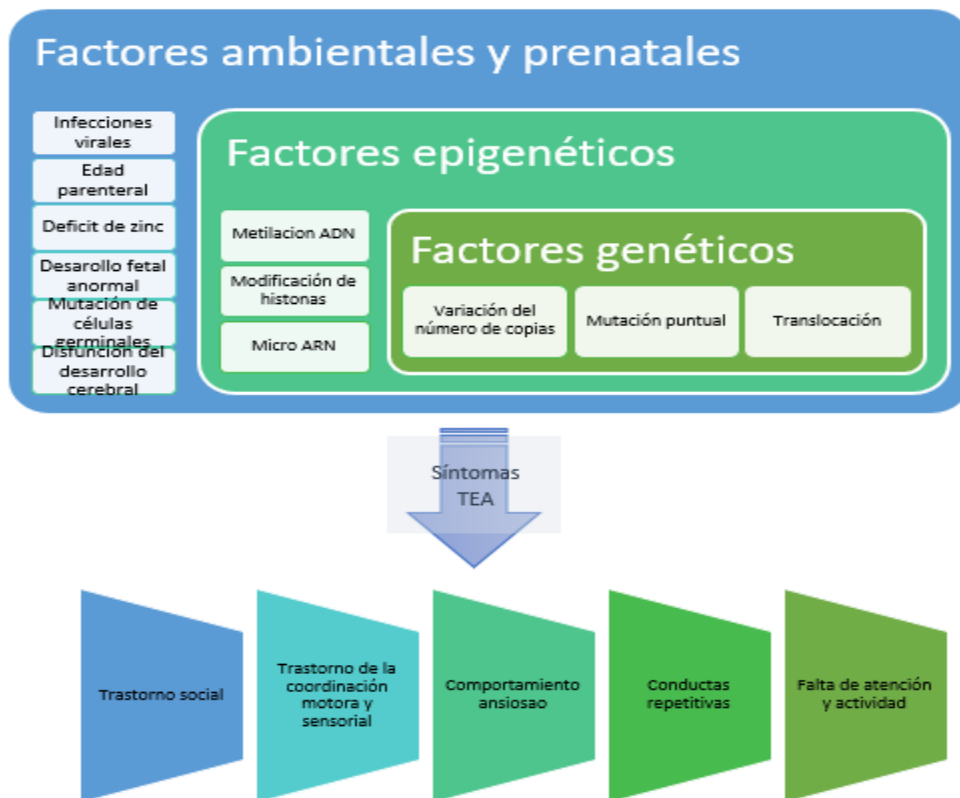 Factores ambientales y prenatales
Infecciones
virales
Edad
parenteral
Deficit de zinc
Desarollo fetal
anormal
Mutación de
células
germinales
Disfunción del
desarrollo
cerebral
Factores epigenéticos
Metilacion ADN
Modificación de
histonas
Micro ARN
Factores genéticos
Variación del
número de copias
Mutación puntual
Translocación
Síntomas
TEA
Trastorno social
Trastorno de la
coordinación
motora y
sensorial
Comportamiento
ansiosao
Conductas
repetitivas
Falta de atención
y actividad